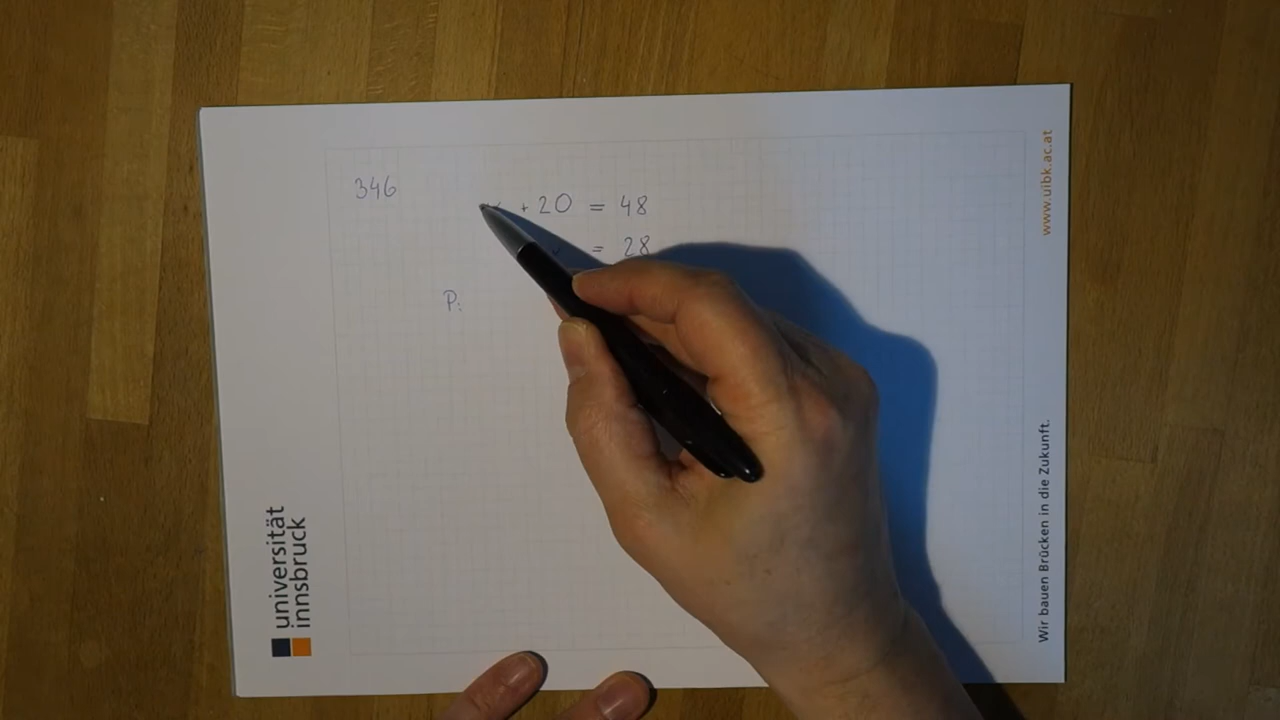 346
+ 20 = 48
= 28
P:
universität
innsbruck
www.uibk.ac.at
Wir bauen Brücken in die Zukunft.